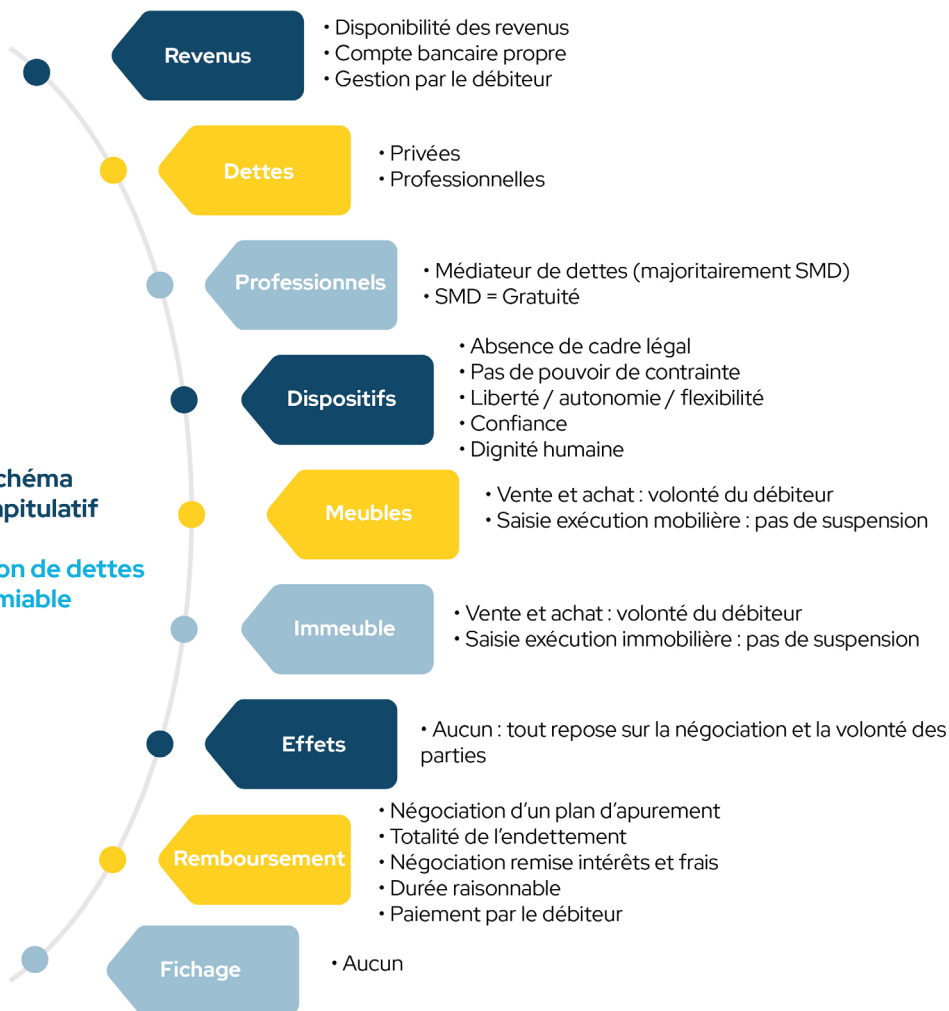 Revenus
• Disponibilité des revenus
• Compte bancaire propre
• Gestion par le débiteur
Dettes
• Privées
• Professionnelles
Professionnels
• Médiateur de dettes (majoritairement SMD)
• SMD = Gratuité
Dispositifs
• Absence de cadre légal
• Pas de pouvoir de contrainte
• Liberté / autonomie / flexibilité
• Confiance
• Dignité humaine
chéma
apitulatif
on de dettes
miable
Meubles
• Vente et achat : volonté du débiteur
• Saisie exécution mobilière : pas de suspension
Immeuble
• Vente et achat : volonté du débiteur
• Saisie exécution immobilière : pas de suspension
Effets
• Aucun : tout repose sur la négociation et la volonté des
parties
Remboursement
• Négociation d’un plan d’apurement
• Totalité de l’endettement
• Négociation remise intérêts et frais
• Durée raisonnable
• Paiement par le débiteur
Fichage
• Aucun